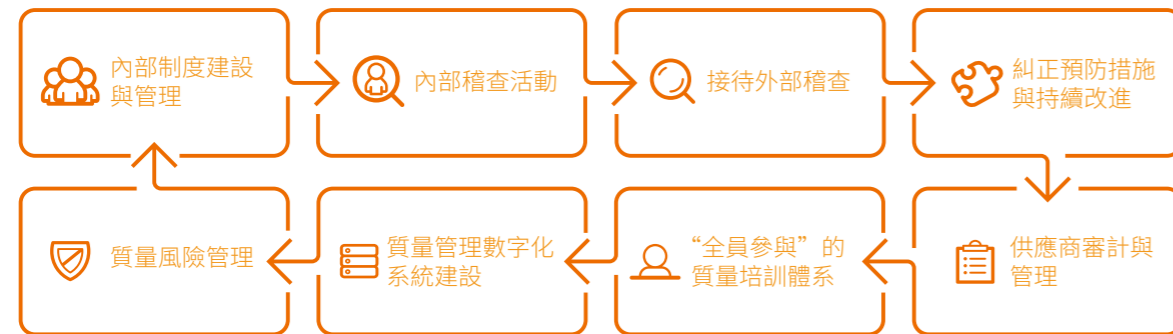 內部制度建設
與管理
內部稽查活動
接待外部稽查
糾正預防措施
與持續改進
質量風險管理
質量管理數字化
系統建設
“全員參與”的
質量培訓體系
供應商審計與
管理